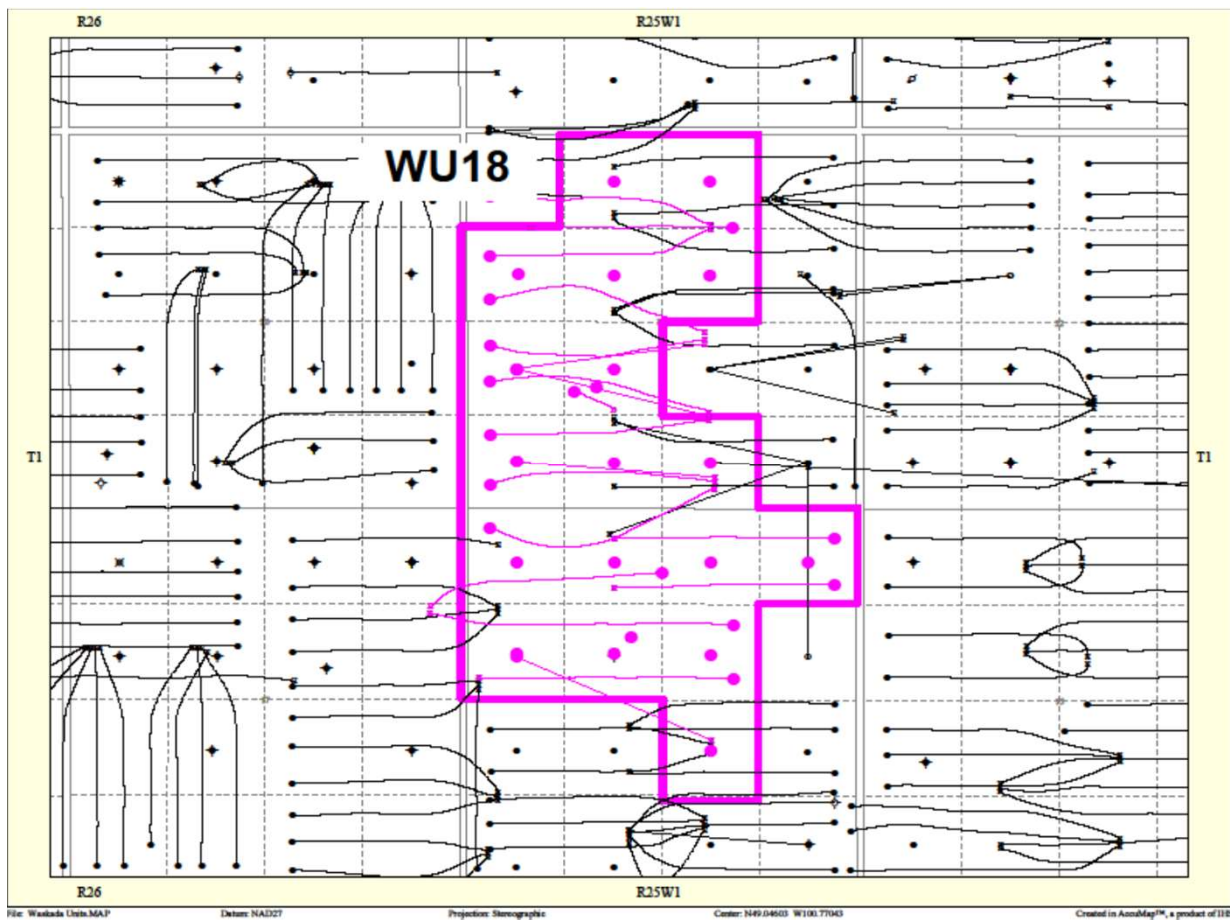 R26 R25W1
WU18
T1 T1
R26 R25W1
File: Waskada Units.MAP Datum: NAD27 Projection: Stereographic Center: N49.04603 W100.77043 Created in AccuMap™, a product of IHS